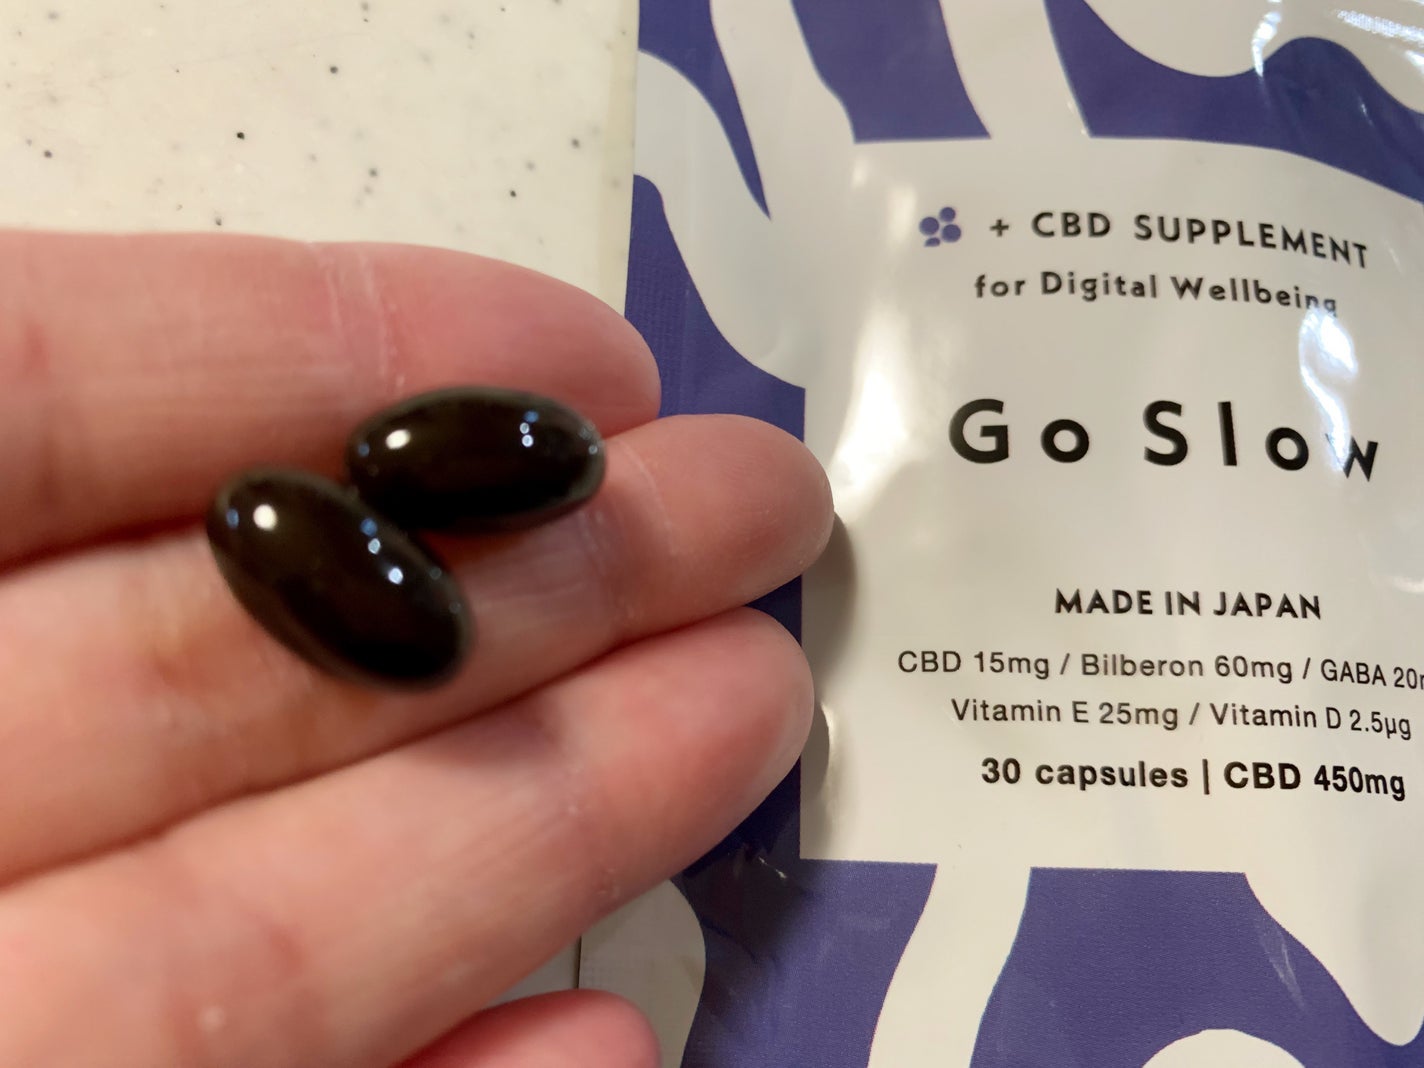 + CBD SUPPLEMENT
for Digital Wellbeing
Go Slow
MADE IN JAPAN
CBD 15mg / Bilberon 60mg / GABA
Vitamin E 25mg / Vitamin D 2.5μg
30 capsules | CBD 450mg